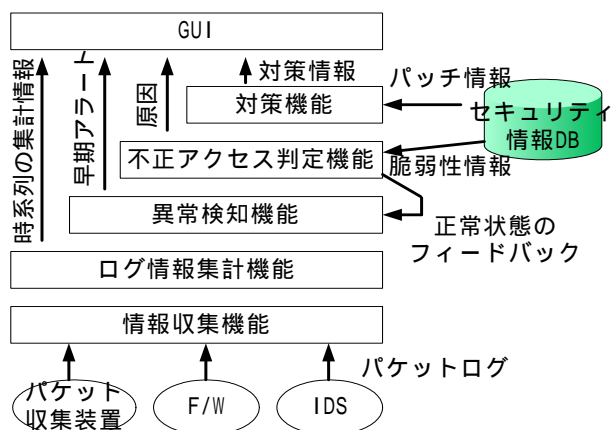 GUI
時系列の集計情報
早期アラート
原因
対策情報
パッチ情報
対策機能
セキュリティ
情報DB
不正アクセス判定機能
脆弱性情報
異常検知機能
正常状態の
フィードバック
ログ情報集計機能
情報収集機能
パケットログ
パケット
収集装置
F/W
IDS